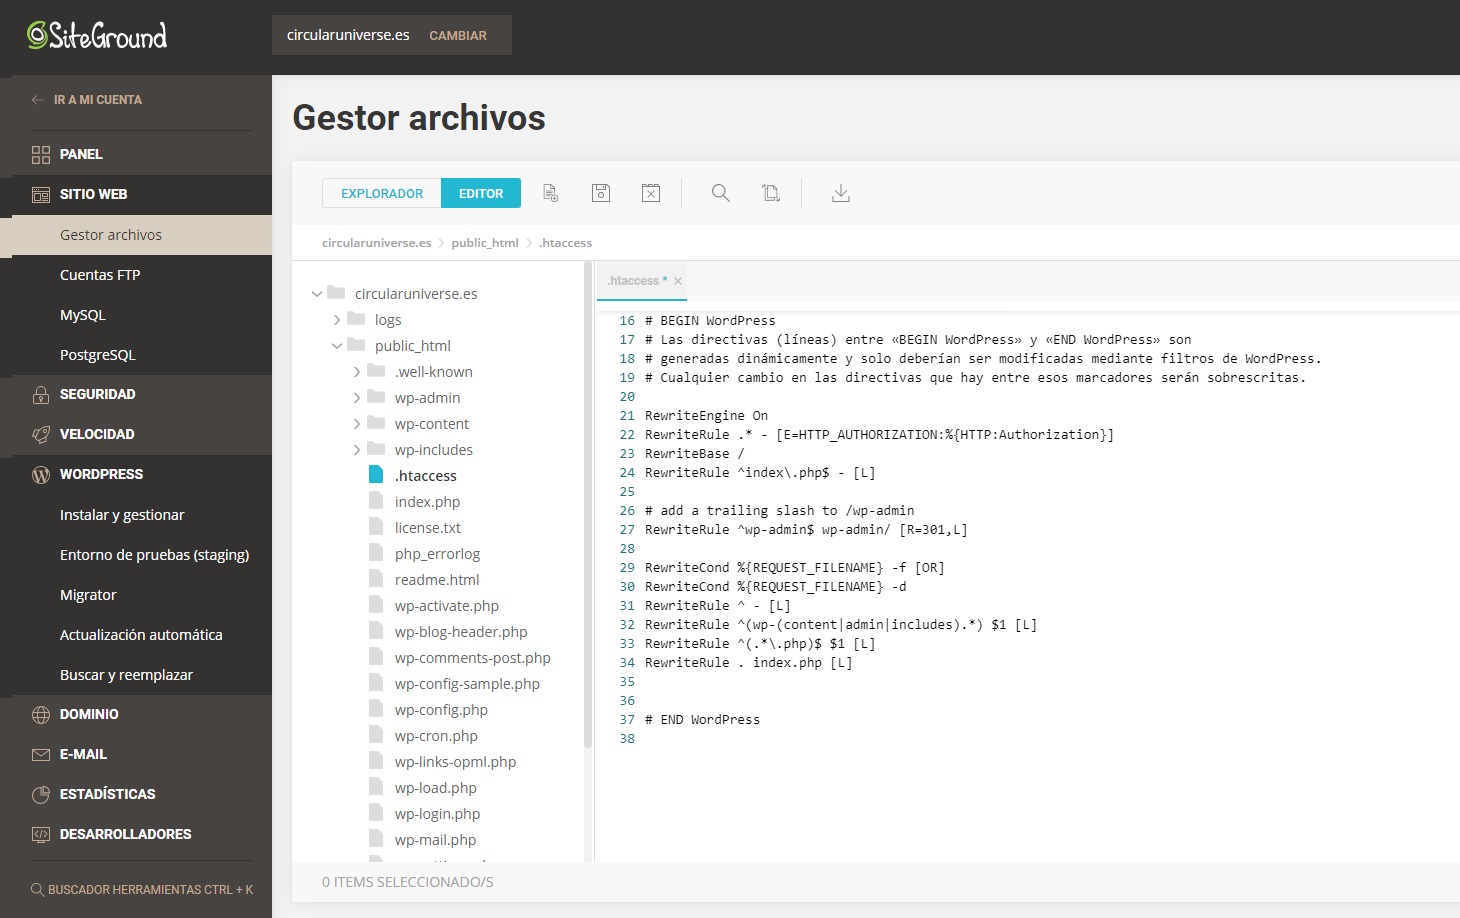 SiteGround
circularuniverse.es CAMBIAR
IR A MI CUENTA
PANEL
SITIO WEB
Gestor archivos
Cuentas FTP
MySQL
PostgreSQL
SEGURIDAD
VELOCIDAD
WORDPRESS
Instalar y gestionar
Entorno de pruebas (staging)
Migrator
Actualización automática
Buscar y reemplazar
DOMINIO
E-MAIL
ESTADÍSTICAS
DESARROLLADORES
BUSCADOR HERRAMIENTAS CTRL + K
Gestor archivos
EXPLORADOR EDITOR
circularuniverse.es > public_html > .htaccess
circularuniverse.es
logs
public_html
.well-known
wp-admin
wp-content
wp-includes
.htaccess
index.php
license.txt
php_errorlog
readme.html
wp-activate.php
wp-blog-header.php
wp-comments-post.php
wp-config-sample.php
wp-config.php
wp-cron.php
wp-links-opml.php
wp-load.php
wp-login.php
wp-mail.php
.htaccess * ×
16 # BEGIN WordPress
17 # Las directivas (líneas) entre «BEGIN WordPress» y «END WordPress» son
18 # generadas dinámicamente y solo deberían ser modificadas mediante filtros de WordPress.
19 # Cualquier cambio en las directivas que hay entre esos marcadores serán sobrescritas.
20
21 RewriteEngine On
22 RewriteRule .* - [E=HTTP_AUTHORIZATION:%{HTTP:Authorization}]
23 RewriteBase /
24 RewriteRule ^index\.php$ - [L]
25
26 # add a trailing slash to /wp-admin
27 RewriteRule ^wp-admin$ wp-admin/ [R=301,L]
28
29 RewriteCond %{REQUEST_FILENAME} -f [OR]
30 RewriteCond %{REQUEST_FILENAME} -d
31 RewriteRule ^ - [L]
32 RewriteRule ^(wp-(content|admin|includes).*) $1 [L]
33 RewriteRule ^(.*\.php)$ $1 [L]
34 RewriteRule . index.php [L]
35
36
37 # END WordPress
38
0 ITEMS SELECCIONADO/S